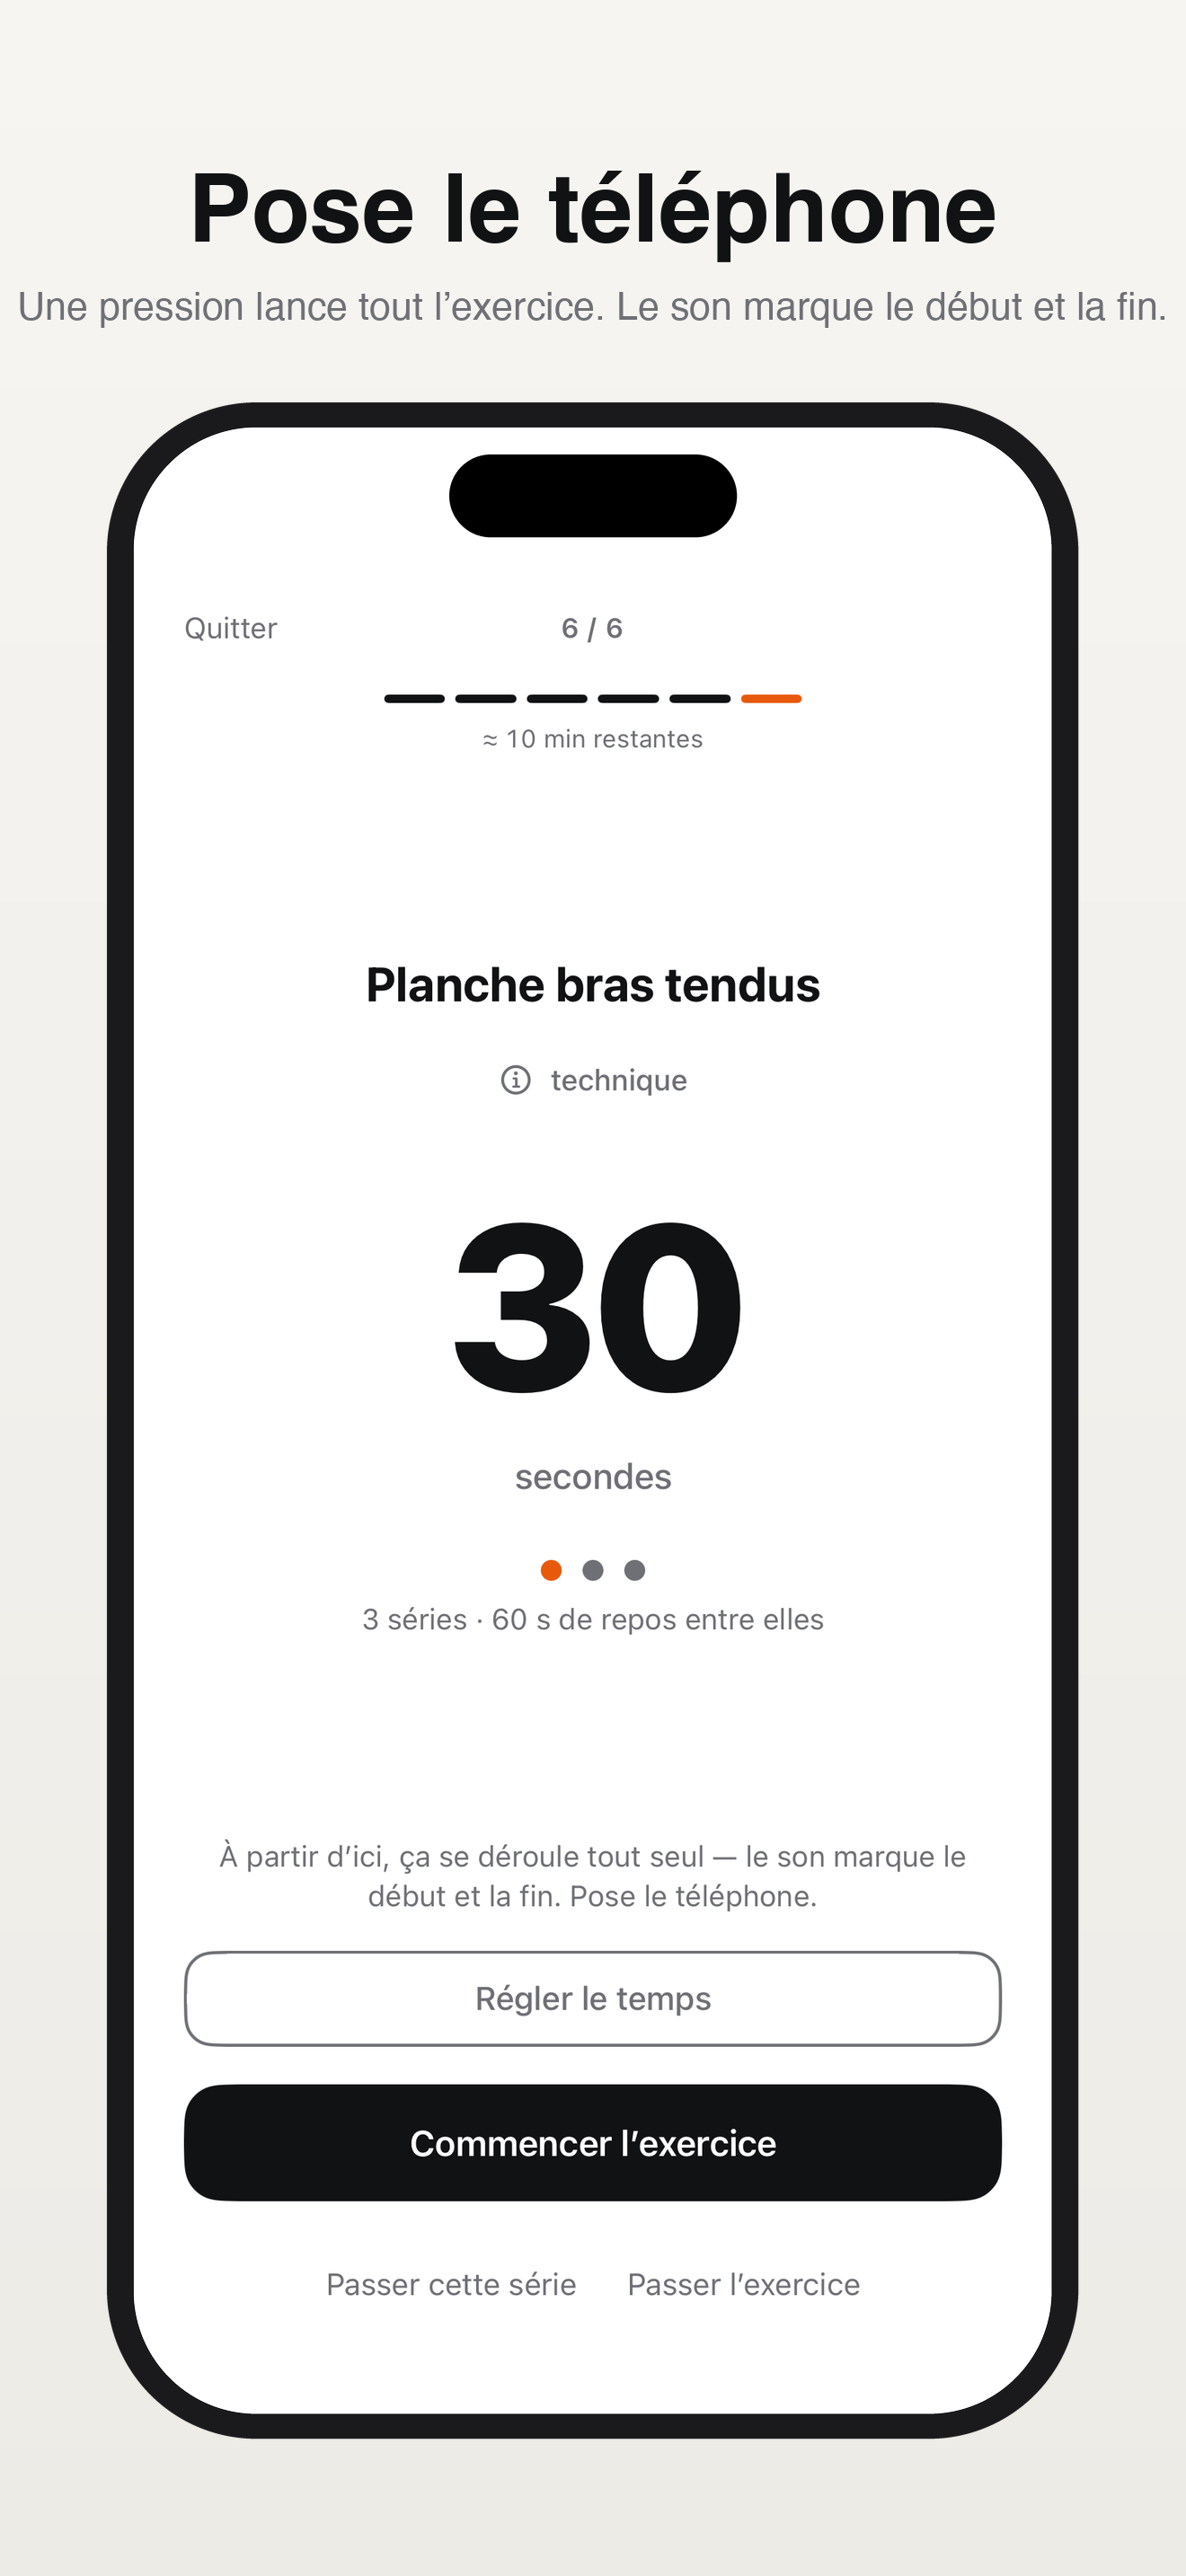 Pose le téléphone
Une pression lance tout l’exercice. Le son marque le début et la fin.
Quitter
6 / 6
≈ 10 min restantes
Planche bras tendus
technique
30
secondes
3 séries · 60 s de repos entre elles
À partir d’ici, ça se déroule tout seul — le son marque le
début et la fin. Pose le téléphone.
Régler le temps
Commencer l’exercice
Passer cette série
Passer l’exercice